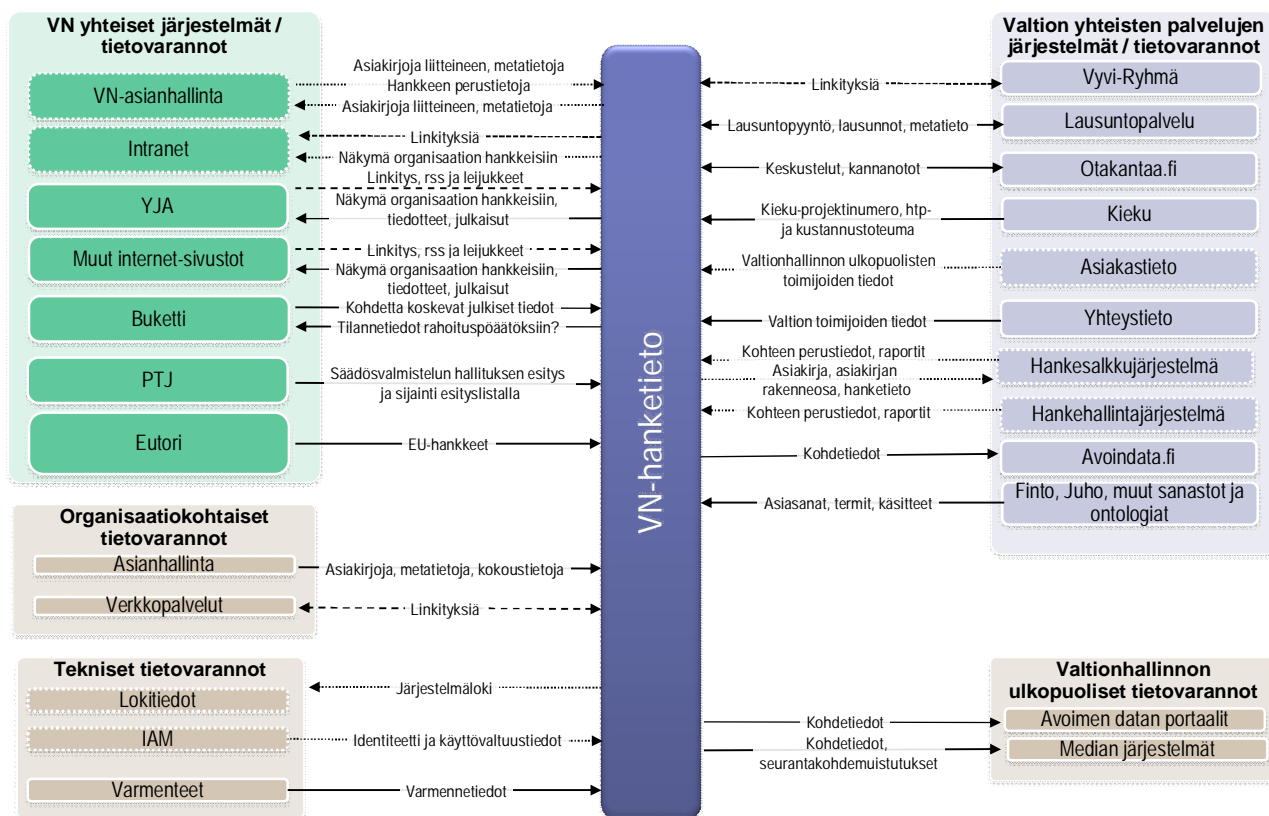 VN yhteiset järjestelmät /
tietovarannot
VN-asianhallinta
Intranet
YJA
Muut internet-sivustot
Buketti
PTJ
Eutori
Asiakirjoja liitteineen, metatietoja
Hankkeen perustietoja
Asiakirjoja liitteineen, metatietoja
Linkityksiä
Näkymä organisaation hankkeisiin
Linkitys, rss ja leijukkeet
Näkymä organisaation hankkeisiin,
tiedotteet, julkaisut
Linkitys, rss ja leijukkeet
Näkymä organisaation hankkeisiin,
tiedotteet, julkaisut
Kohdetta koskevat julkiset tiedot
Tilannetiedot rahoituspöäätöksiin?
Säädösvalmistelun hallituksen esitys
ja sijainti esityslistalla
EU-hankkeet
Organisaatiokohtaiset
tietovarannot
Asianhallinta
Verkkopalvelut
Asiakirjoja, metatietoja, kokoustietoja
Linkityksiä
Tekniset tietovarannot
Lokitiedot
IAM
Varmenteet
Järjestelmäloki
Identiteetti ja käyttövaltuustiedot
Varmennetiedot
VN-hanketieto
Linkityksiä
Lausuntopyyntö, lausunnot, metatieto
Keskustelut, kannanotot
Kieku-projektinumero, htp-
ja kustannustoteuma
Valtionhallinnon ulkopuolisten
toimijoiden tiedot
Valtion toimijoiden tiedot
Kohteen perustiedot, raportit
Asiakirja, asiakirjan
rakenneosa, hanketieto
Kohteen perustiedot, raportit
Kohdetiedot
Asiasanat, termit, käsitteet
Valtion yhteisten palvelujen
järjestelmät / tietovarannot
Vyvi-Ryhmä
Lausuntopalvelu
Otakantaa.fi
Kieku
Asiakastieto
Yhteystieto
Hankesalkkujärjestelmä
Hankehallintajärjestelmä
Avoindata.fi
Finto, Juho, muut sanastot ja
ontologiat
Kohdetiedot
Kohdetiedot,
seurantakohdemuistutukset
Valtionhallinnon
ulkopuoliset tietovarannot
Avoimen datan portaalit
Median järjestelmät